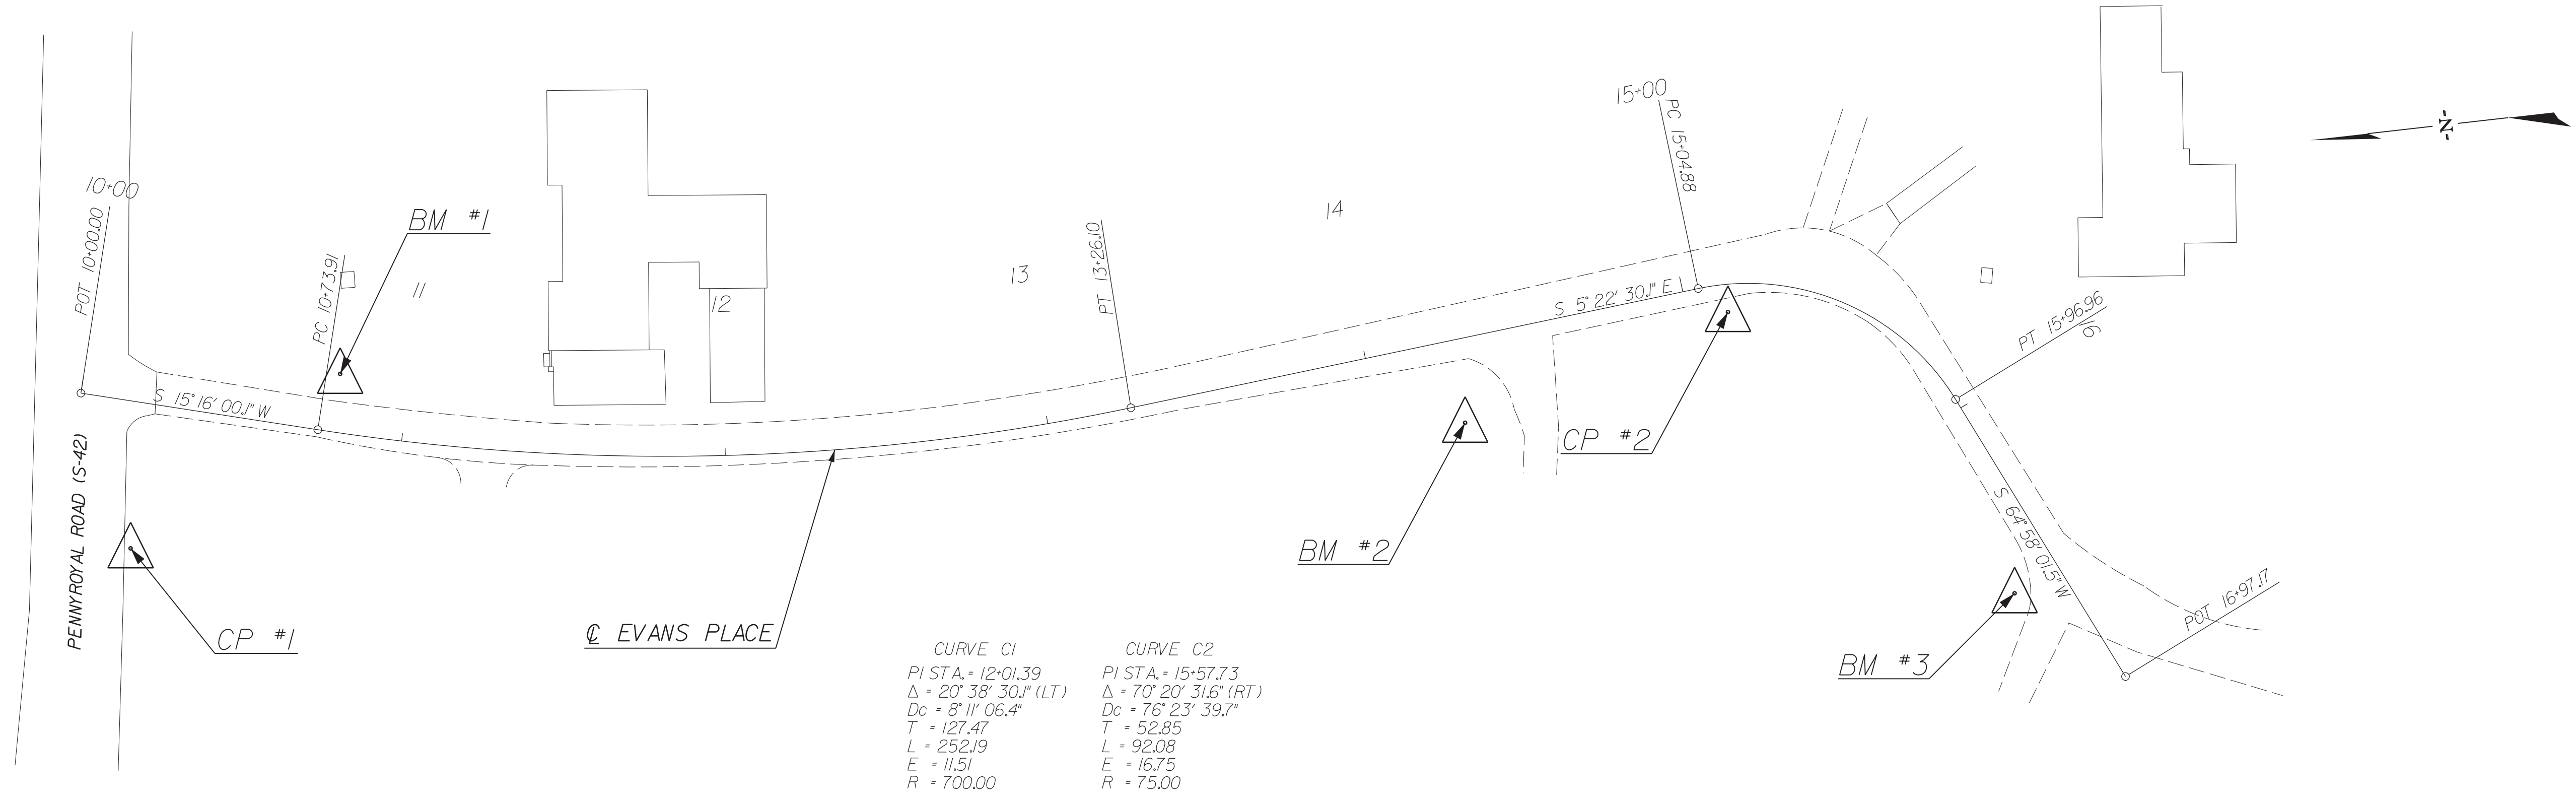 10+00
POT 10+00.00
PC 10+73.91
BM #1
11
12
13
PT 13+26.10
14
15+00
PC 15+04.88
N
S 15° 16' 00.1" W
S 5° 22' 30.1" E
PT 15+96.96
16
CP #2
BM #2
S 64° 58' 01.5" W
POT 16+97.17
BM #3
PENNYROYAL ROAD (S-42)
CP #1
℄ EVANS PLACE
CURVE C1
PI STA. = 12+01.39
Δ = 20° 38' 30.1" (LT)
Dc = 8° 11' 06.4"
T = 127.47
L = 252.19
E = 11.51
R = 700.00
CURVE C2
PI STA. = 15+57.73
Δ = 70° 20' 31.6" (RT)
Dc = 76° 23' 39.7"
T = 52.85
L = 92.08
E = 16.75
R = 75.00